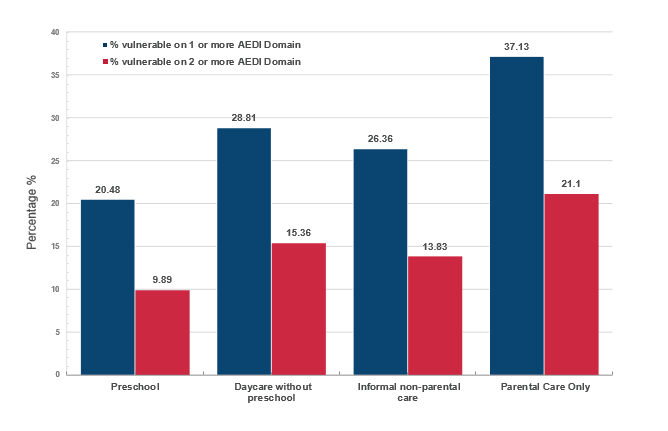 40
% vulnerable on 1 or more AEDI Domain
% vulnerable on 2 or more AEDI Domain
37.13
35
30
28.81
26.36
25
20.48
21.1
20
Percentage %
15.36
15
13.83
9.89
10
5
0
Preschool
Daycare without
preschool
Informal non-parental
care
Parental Care Only